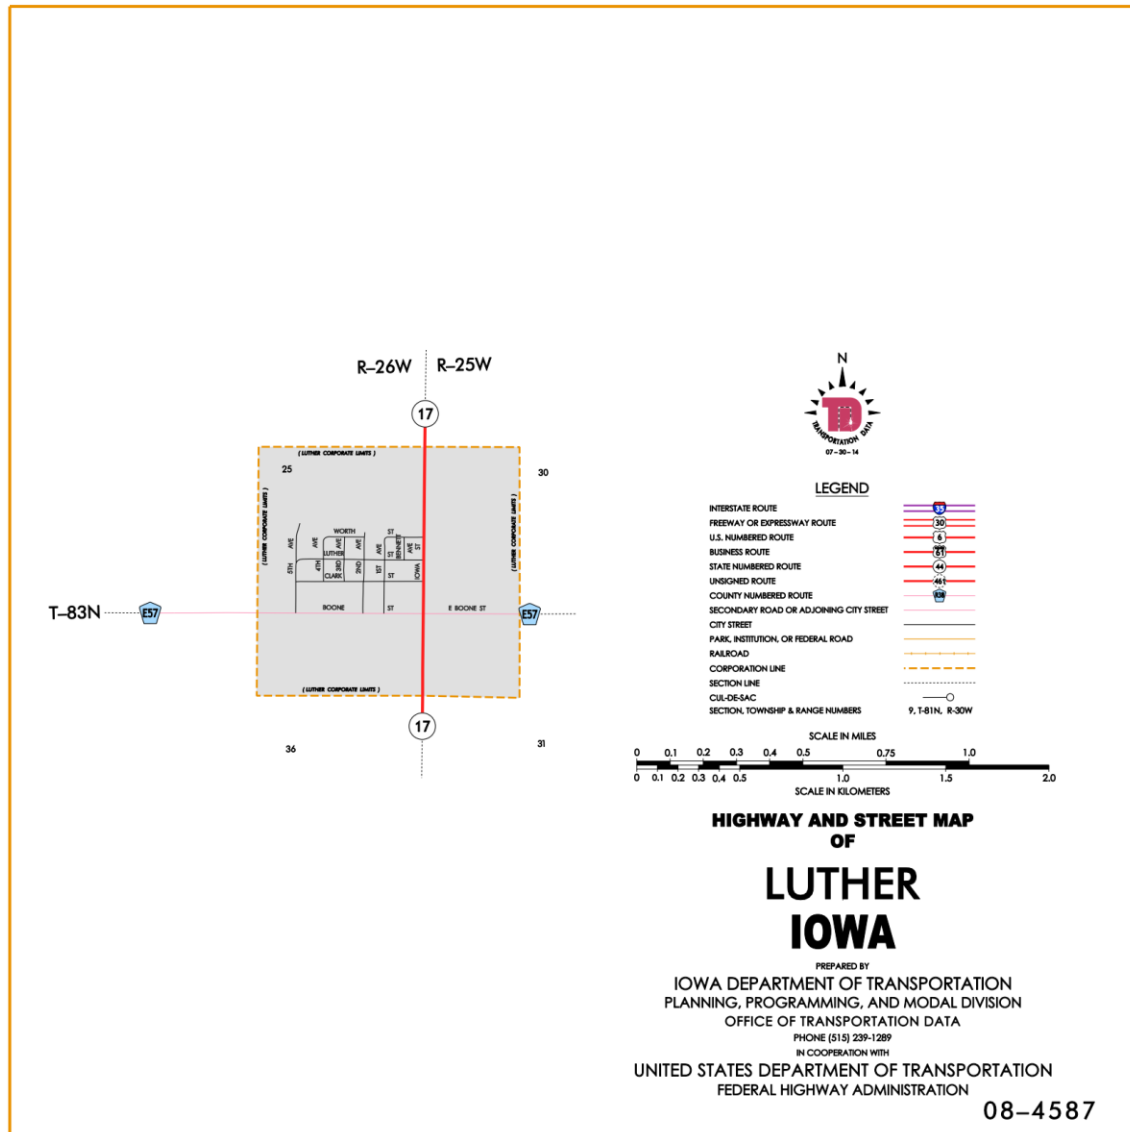 R–26W
R–25W
17
( LUTHER CORPORATE LIMITS )
25
30
( LUTHER CORPORATE LIMITS )
( LUTHER CORPORATE LIMITS )
WORTH ST
5TH AVE
4TH AVE
3RD AVE
2ND AVE
1ST AVE
BENNETT AVE
IOWA ST
LUTHER ST
CLARK ST
T–83N
E57
BOONE ST
E BOONE ST
E57
( LUTHER CORPORATE LIMITS )
17
36
31
N
TRANSPORTATION DATA
07–30–14
LEGEND
INTERSTATE ROUTE 35
FREEWAY OR EXPRESSWAY ROUTE 30
U.S. NUMBERED ROUTE 6
BUSINESS ROUTE 61
STATE NUMBERED ROUTE 44
UNSIGNED ROUTE 461
COUNTY NUMBERED ROUTE
SECONDARY ROAD OR ADJOINING CITY STREET
CITY STREET
PARK, INSTITUTION, OR FEDERAL ROAD
RAILROAD
CORPORATION LINE
SECTION LINE
CUL-DE-SAC
SECTION, TOWNSHIP & RANGE NUMBERS 9, T-81N, R-30W
SCALE IN MILES
0 0.1 0.2 0.3 0.4 0.5 0.75 1.0
0 0.1 0.2 0.3 0.4 0.5 1.0 1.5 2.0
SCALE IN KILOMETERS
HIGHWAY AND STREET MAP
OF
LUTHER
IOWA
PREPARED BY
IOWA DEPARTMENT OF TRANSPORTATION
PLANNING, PROGRAMMING, AND MODAL DIVISION
OFFICE OF TRANSPORTATION DATA
PHONE (515) 239-1289
IN COOPERATION WITH
UNITED STATES DEPARTMENT OF TRANSPORTATION
FEDERAL HIGHWAY ADMINISTRATION
08–4587